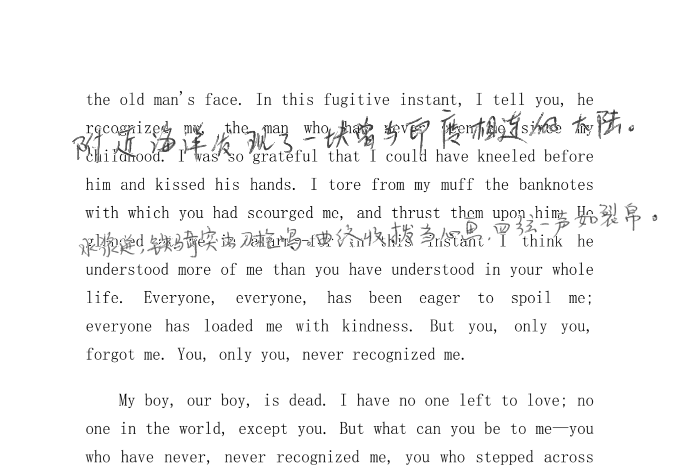 the old man's face. In this fugitive instant, I tell you, he
recognized me, the man who had never seen me since my
附近海洋发现了一块曾与印度相连的大陆。
childhood. I was so grateful that I could have kneeled before
him and kissed his hands. I tore from my muff the banknotes
with which you had scourged me, and thrust them upon him. He
in this instant I think he
水浆迸,铁骑突出刀枪鸣。曲终收拨当心画,四弦一声如裂帛。
understood more of me than you have understood in your whole
life. Everyone, everyone, has been eager to spoil me;
everyone has loaded me with kindness. But you, only you,
forgot me. You, only you, never recognized me.
My boy, our boy, is dead. I have no one left to love; no
one in the world, except you. But what can you be to me—you
who have never, never recognized me, you who stepped across